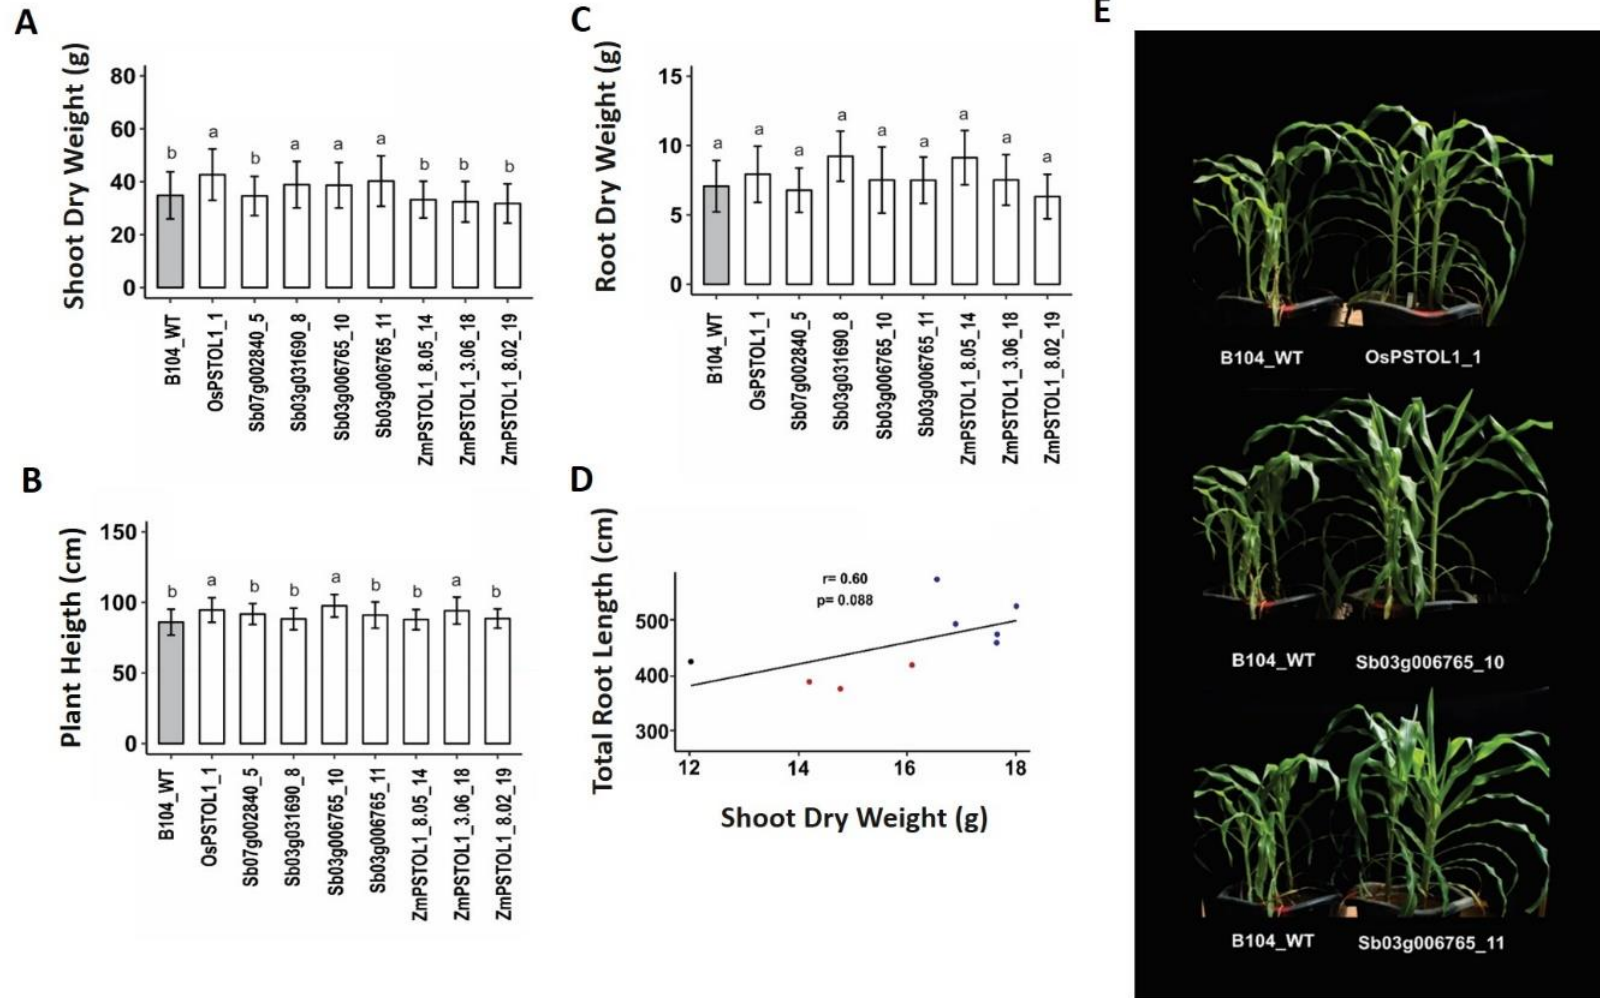 A
Shoot Dry Weight (g)
80
60
40
20
0
b
a
b
a
a
a
b
b
b
B104_WT
OsPSTOL1_1
Sb07g002840_5
Sb03g031690_8
Sb03g006765_10
Sb03g006765_11
ZmPSTOL1_8.05_14
ZmPSTOL1_3.06_18
ZmPSTOL1_8.02_19
B
Plant Heigth (cm)
150
100
50
0
b
a
b
b
a
b
b
a
b
B104_WT
OsPSTOL1_1
Sb07g002840_5
Sb03g031690_8
Sb03g006765_10
Sb03g006765_11
ZmPSTOL1_8.05_14
ZmPSTOL1_3.06_18
ZmPSTOL1_8.02_19
C
Root Dry Weight (g)
15
10
5
0
a
a
a
a
a
a
a
a
a
B104_WT
OsPSTOL1_1
Sb07g002840_5
Sb03g031690_8
Sb03g006765_10
Sb03g006765_11
ZmPSTOL1_8.05_14
ZmPSTOL1_3.06_18
ZmPSTOL1_8.02_19
D
Total Root Length (cm)
500
400
300
r= 0.60
p= 0.088
12 14 16 18
Shoot Dry Weight (g)
E
B104_WT OsPSTOL1_1
B104_WT Sb03g006765_10
B104_WT Sb03g006765_11